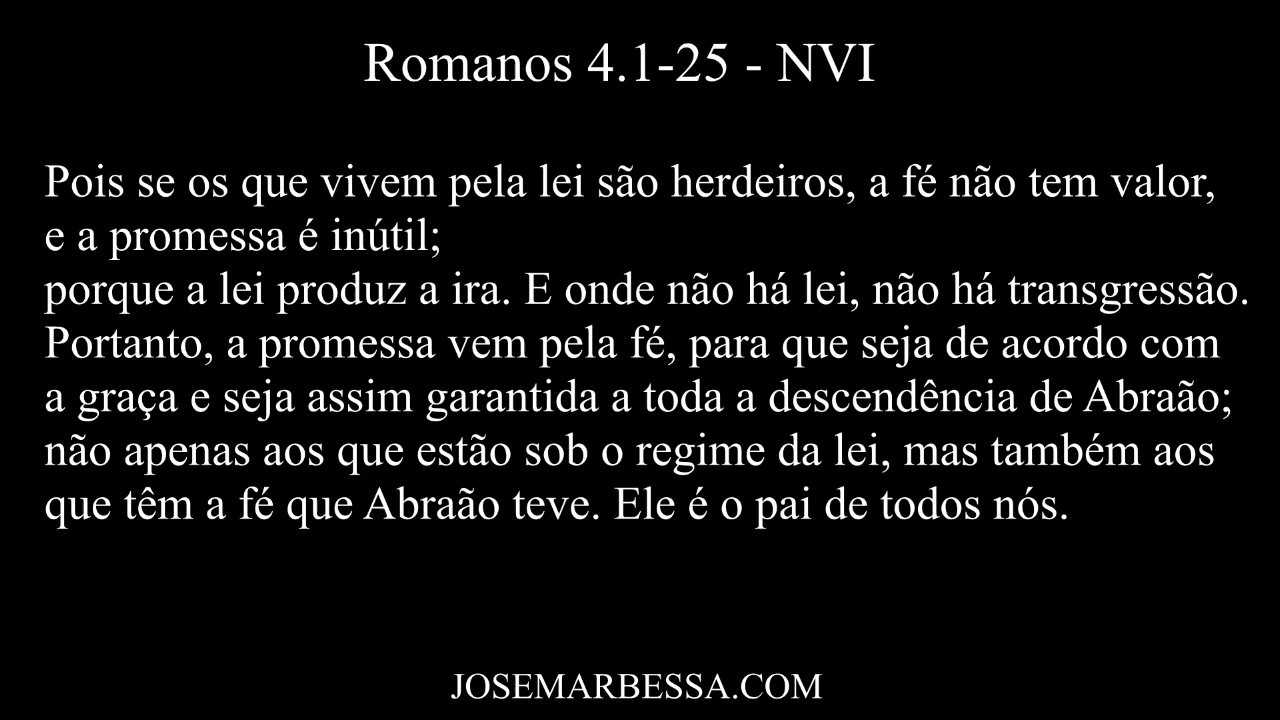 Romanos 4.1-25 - NVI
Pois se os que vivem pela lei são herdeiros, a fé não tem valor,
e a promessa é inútil;
porque a lei produz a ira. E onde não há lei, não há transgressão.
Portanto, a promessa vem pela fé, para que seja de acordo com
a graça e seja assim garantida a toda a descendência de Abraão;
não apenas aos que estão sob o regime da lei, mas também aos
que têm a fé que Abraão teve. Ele é o pai de todos nós.
JOSEMARBESSA.COM